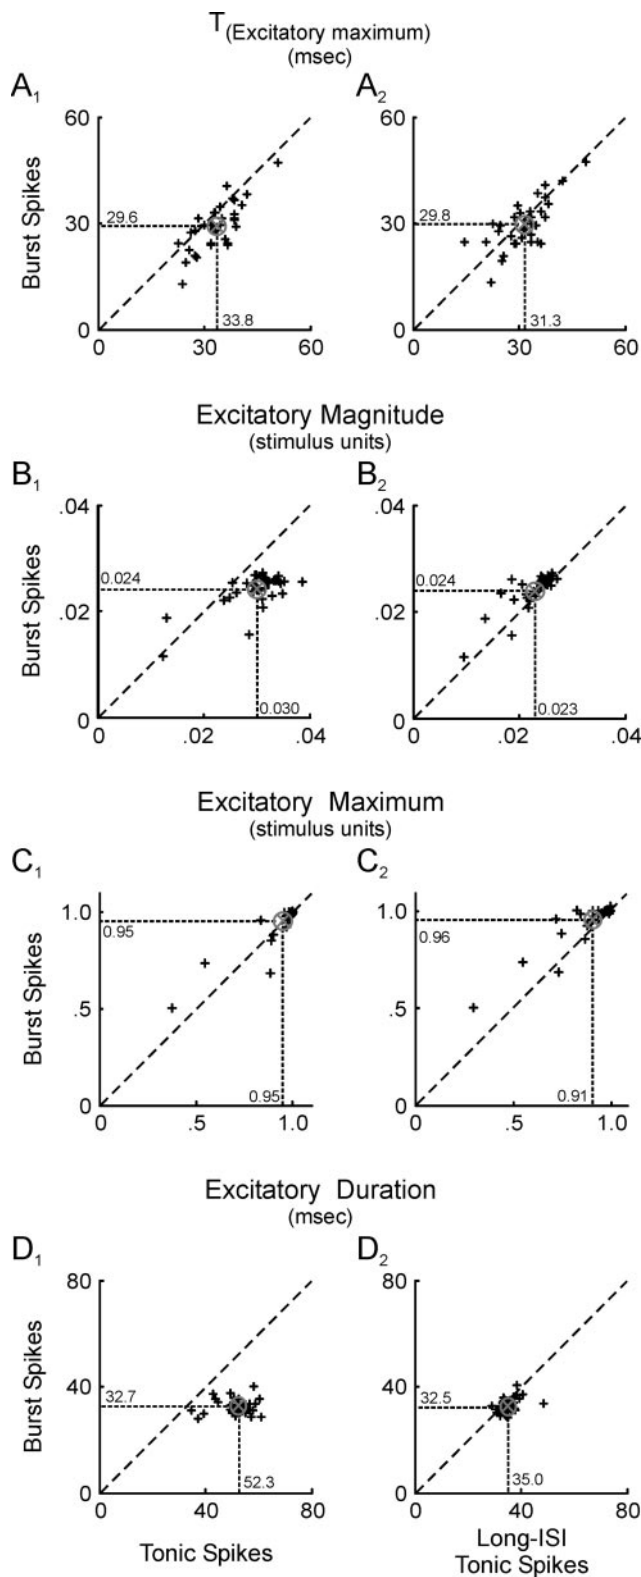 T(Excitatory maximum)
(msec)
A1
A2
60
60
Burst Spikes
30
30
29.6
29.8
33.8
31.3
0
0
0
30
60
0
30
60
Excitatory Magnitude
(stimulus units)
B1
B2
.04
.04
Burst Spikes
0.024
0.024
.02
.02
0.030
0.023
0
0
0
.02
.04
0
.02
.04
Excitatory Maximum
(stimulus units)
C1
C2
1.0
1.0
Burst Spikes
0.95
0.96
.5
.5
0.95
0.91
0
0
0
.5
1.0
0
.5
1.0
Excitatory Duration
(msec)
D1
D2
80
80
Burst Spikes
40
40
32.7
32.5
52.3
35.0
0
0
0
40
80
0
40
80
Tonic Spikes
Long-ISI
Tonic Spikes